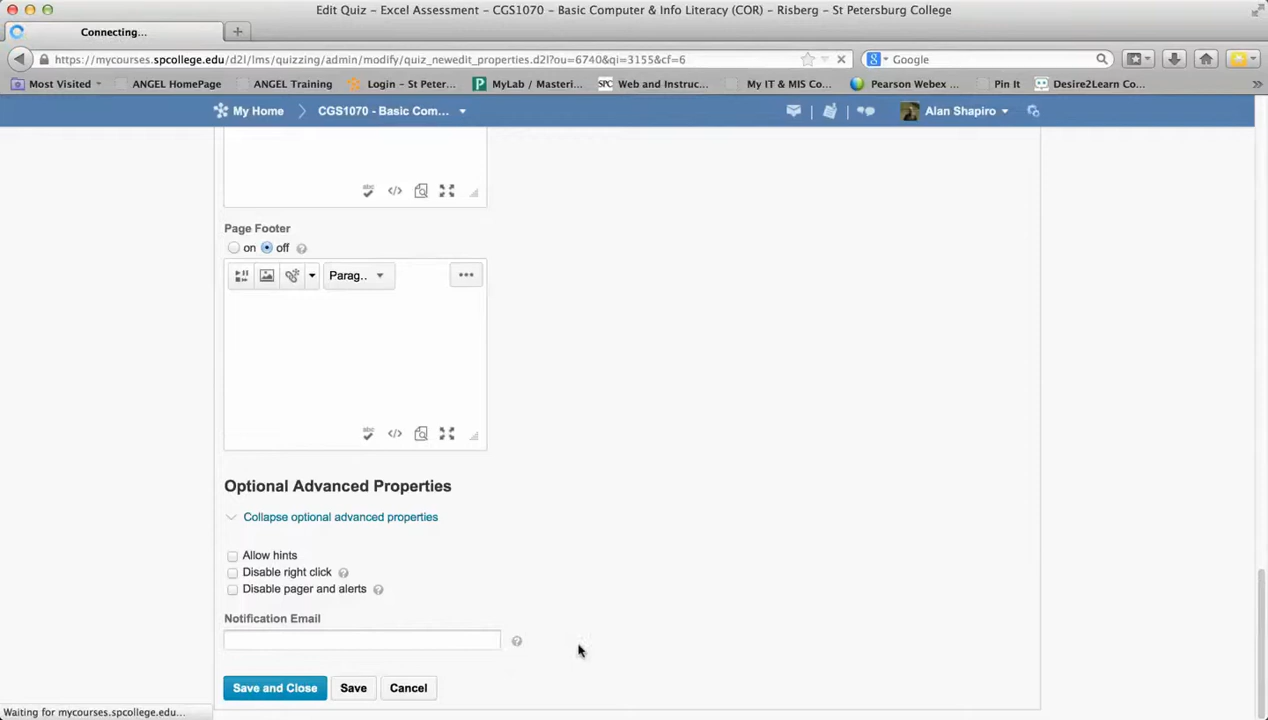 Edit Quiz – Excel Assessment – CGS1070 – Basic Computer & Info Literacy (COR) – Risberg – St Petersburg College
Connecting...
https://mycourses.spcollege.edu/d2l/lms/quizzing/admin/modify/quiz_newedit_properties.d2l?ou=6740&qi=3155&cf=6
Google
Most Visited ANGEL HomePage ANGEL Training Login – St Peter... MyLab / Masteri... SPC Web and Instruc... My IT & MIS Co... Pearson Webex ... Pin It Desire2Learn Co... »
My Home CGS1070 - Basic Com... Alan Shapiro
abc
Page Footer
on off
Parag..
abc
Optional Advanced Properties
Collapse optional advanced properties
Allow hints
Disable right click
Disable pager and alerts
Notification Email
Save and Close Save Cancel
Waiting for mycourses.spcollege.edu...